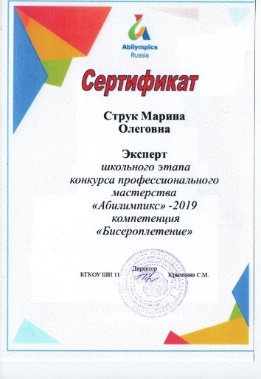 Abilympics
Russia
Сертификат
Струк Марина
Олеговна
Эксперт
школьного этапа
конкурса профессионального
мастерства
«Абилимпикс» -2019
компетенция
«Бисероплетение»
Директор
КГКОУ ШИ 11
С.М.